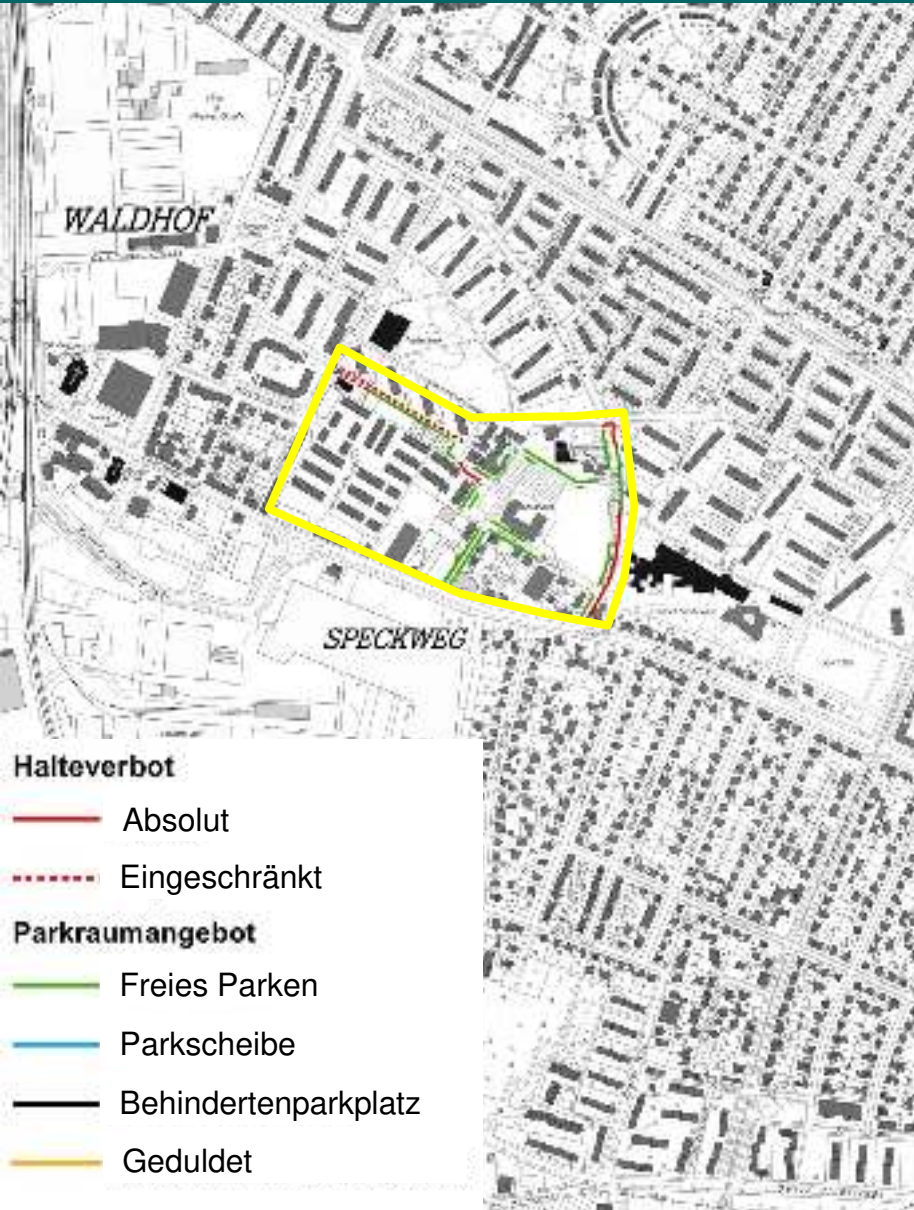 WALDHOF
SPECKWEG
Halteverbot
Absolut
Eingeschränkt
Parkraumangebot
Freies Parken
Parkscheibe
Behindertenparkplatz
Geduldet